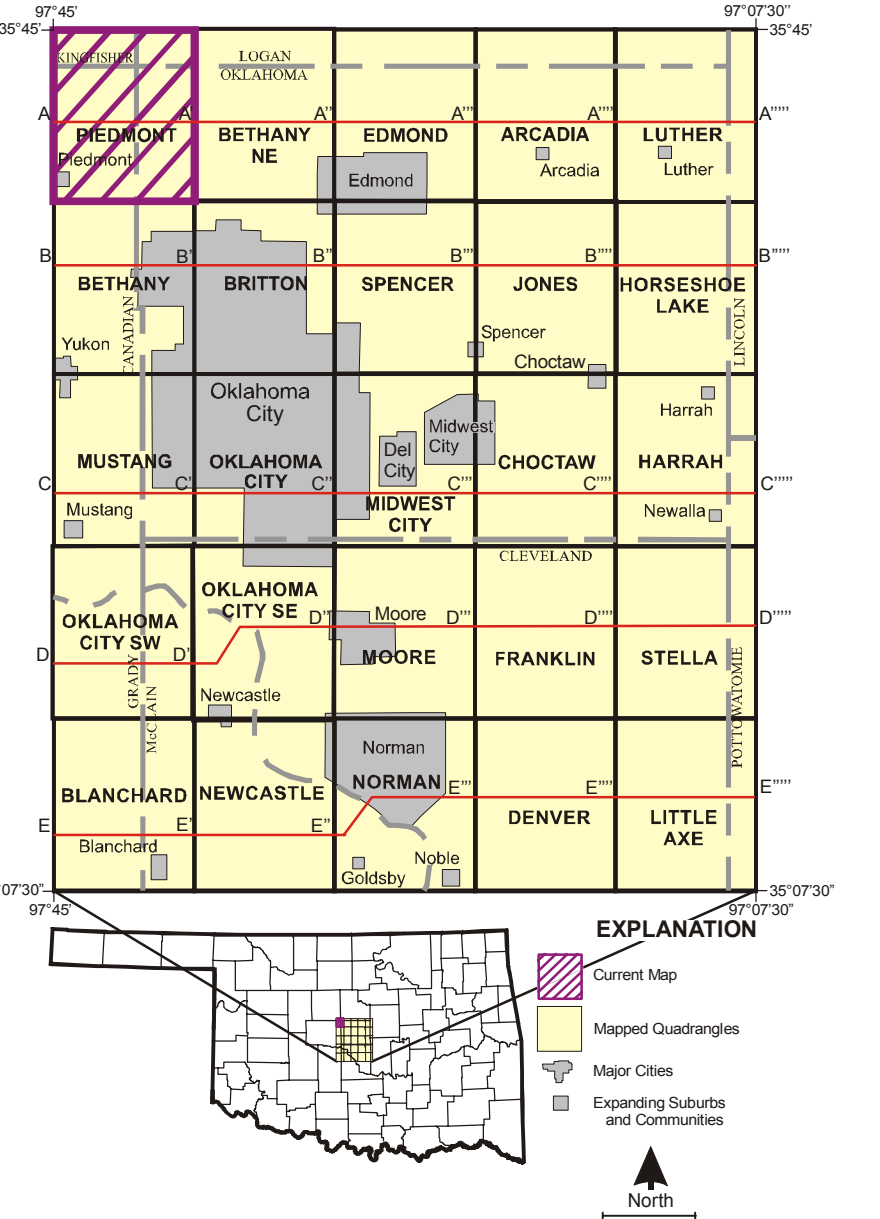 97°45' 97°07'30"
35°45' 35°45'
KINGFISHER LOGAN
OKLAHOMA
A A' A'' A''' A'''' A'''''
PIEDMONT BETHANY NE EDMOND ARCADIA LUTHER
Piedmont Edmond Arcadia Luther
B B' B'' B''' B'''' B'''''
BETHANY BRITTON SPENCER JONES HORSESHOE LAKE
CANADIAN LINCOLN
Yukon Spencer
Choctaw
Oklahoma City
Harrah
Midwest City
Del City
MUSTANG OKLAHOMA CITY CHOCTAW HARRAH
C C' C'' C''' C'''' C'''''
MIDWEST CITY
Mustang Newalla
CLEVELAND
OKLAHOMA CITY SE
OKLAHOMA CITY SW
D'' Moore D''' D'''' D'''''
D D'
MOORE FRANKLIN STELLA
GRADY
McCLAIN
POTTOWATOMIE
Newcastle
Norman
BLANCHARD NEWCASTLE NORMAN
E''' E'''' E'''''
DENVER LITTLE AXE
E E' E''
Blanchard
Goldsby Noble
07'30" 35°07'30"
97°45' 97°07'30"
EXPLANATION
Current Map
Mapped Quadrangles
Major Cities
Expanding Suburbs
and Communities
North